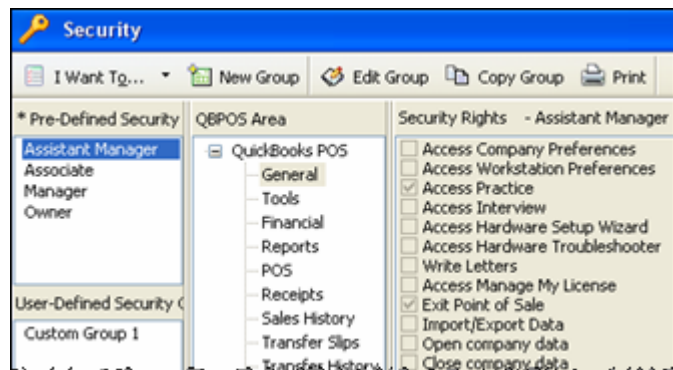 Security
I Want To... New Group Edit Group Copy Group Print
* Pre-Defined Security
Assistant Manager
Associate
Manager
Owner
User-Defined Security
Custom Group 1
QBPOS Area
QuickBooks POS
General
Tools
Financial
Reports
POS
Receipts
Sales History
Transfer Slips
Transfer History
Security Rights - Assistant Manager
Access Company Preferences
Access Workstation Preferences
Access Practice
Access Interview
Access Hardware Setup Wizard
Access Hardware Troubleshooter
Write Letters
Access Manage My License
Exit Point of Sale
Import/Export Data
Open company data
Close company data